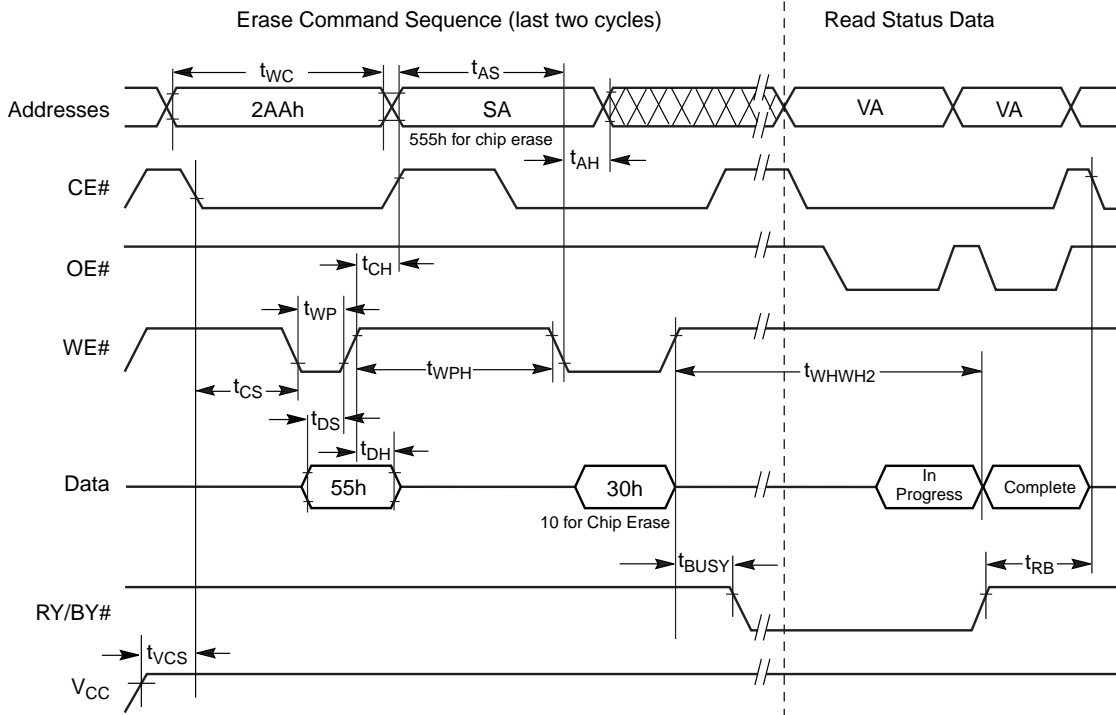 Erase Command Sequence (last two cycles) Read Status Data
tWC tAS
Addresses 2AAh SA VA VA
555h for chip erase
tAH
CE#
OE#
tCH
tWP
WE#
tWPH tWHWH2
tCS
tDS
tDH
Data 55h 30h In Progress Complete
10 for Chip Erase
tBUSY tRB
RY/BY#
tVCS
VCC